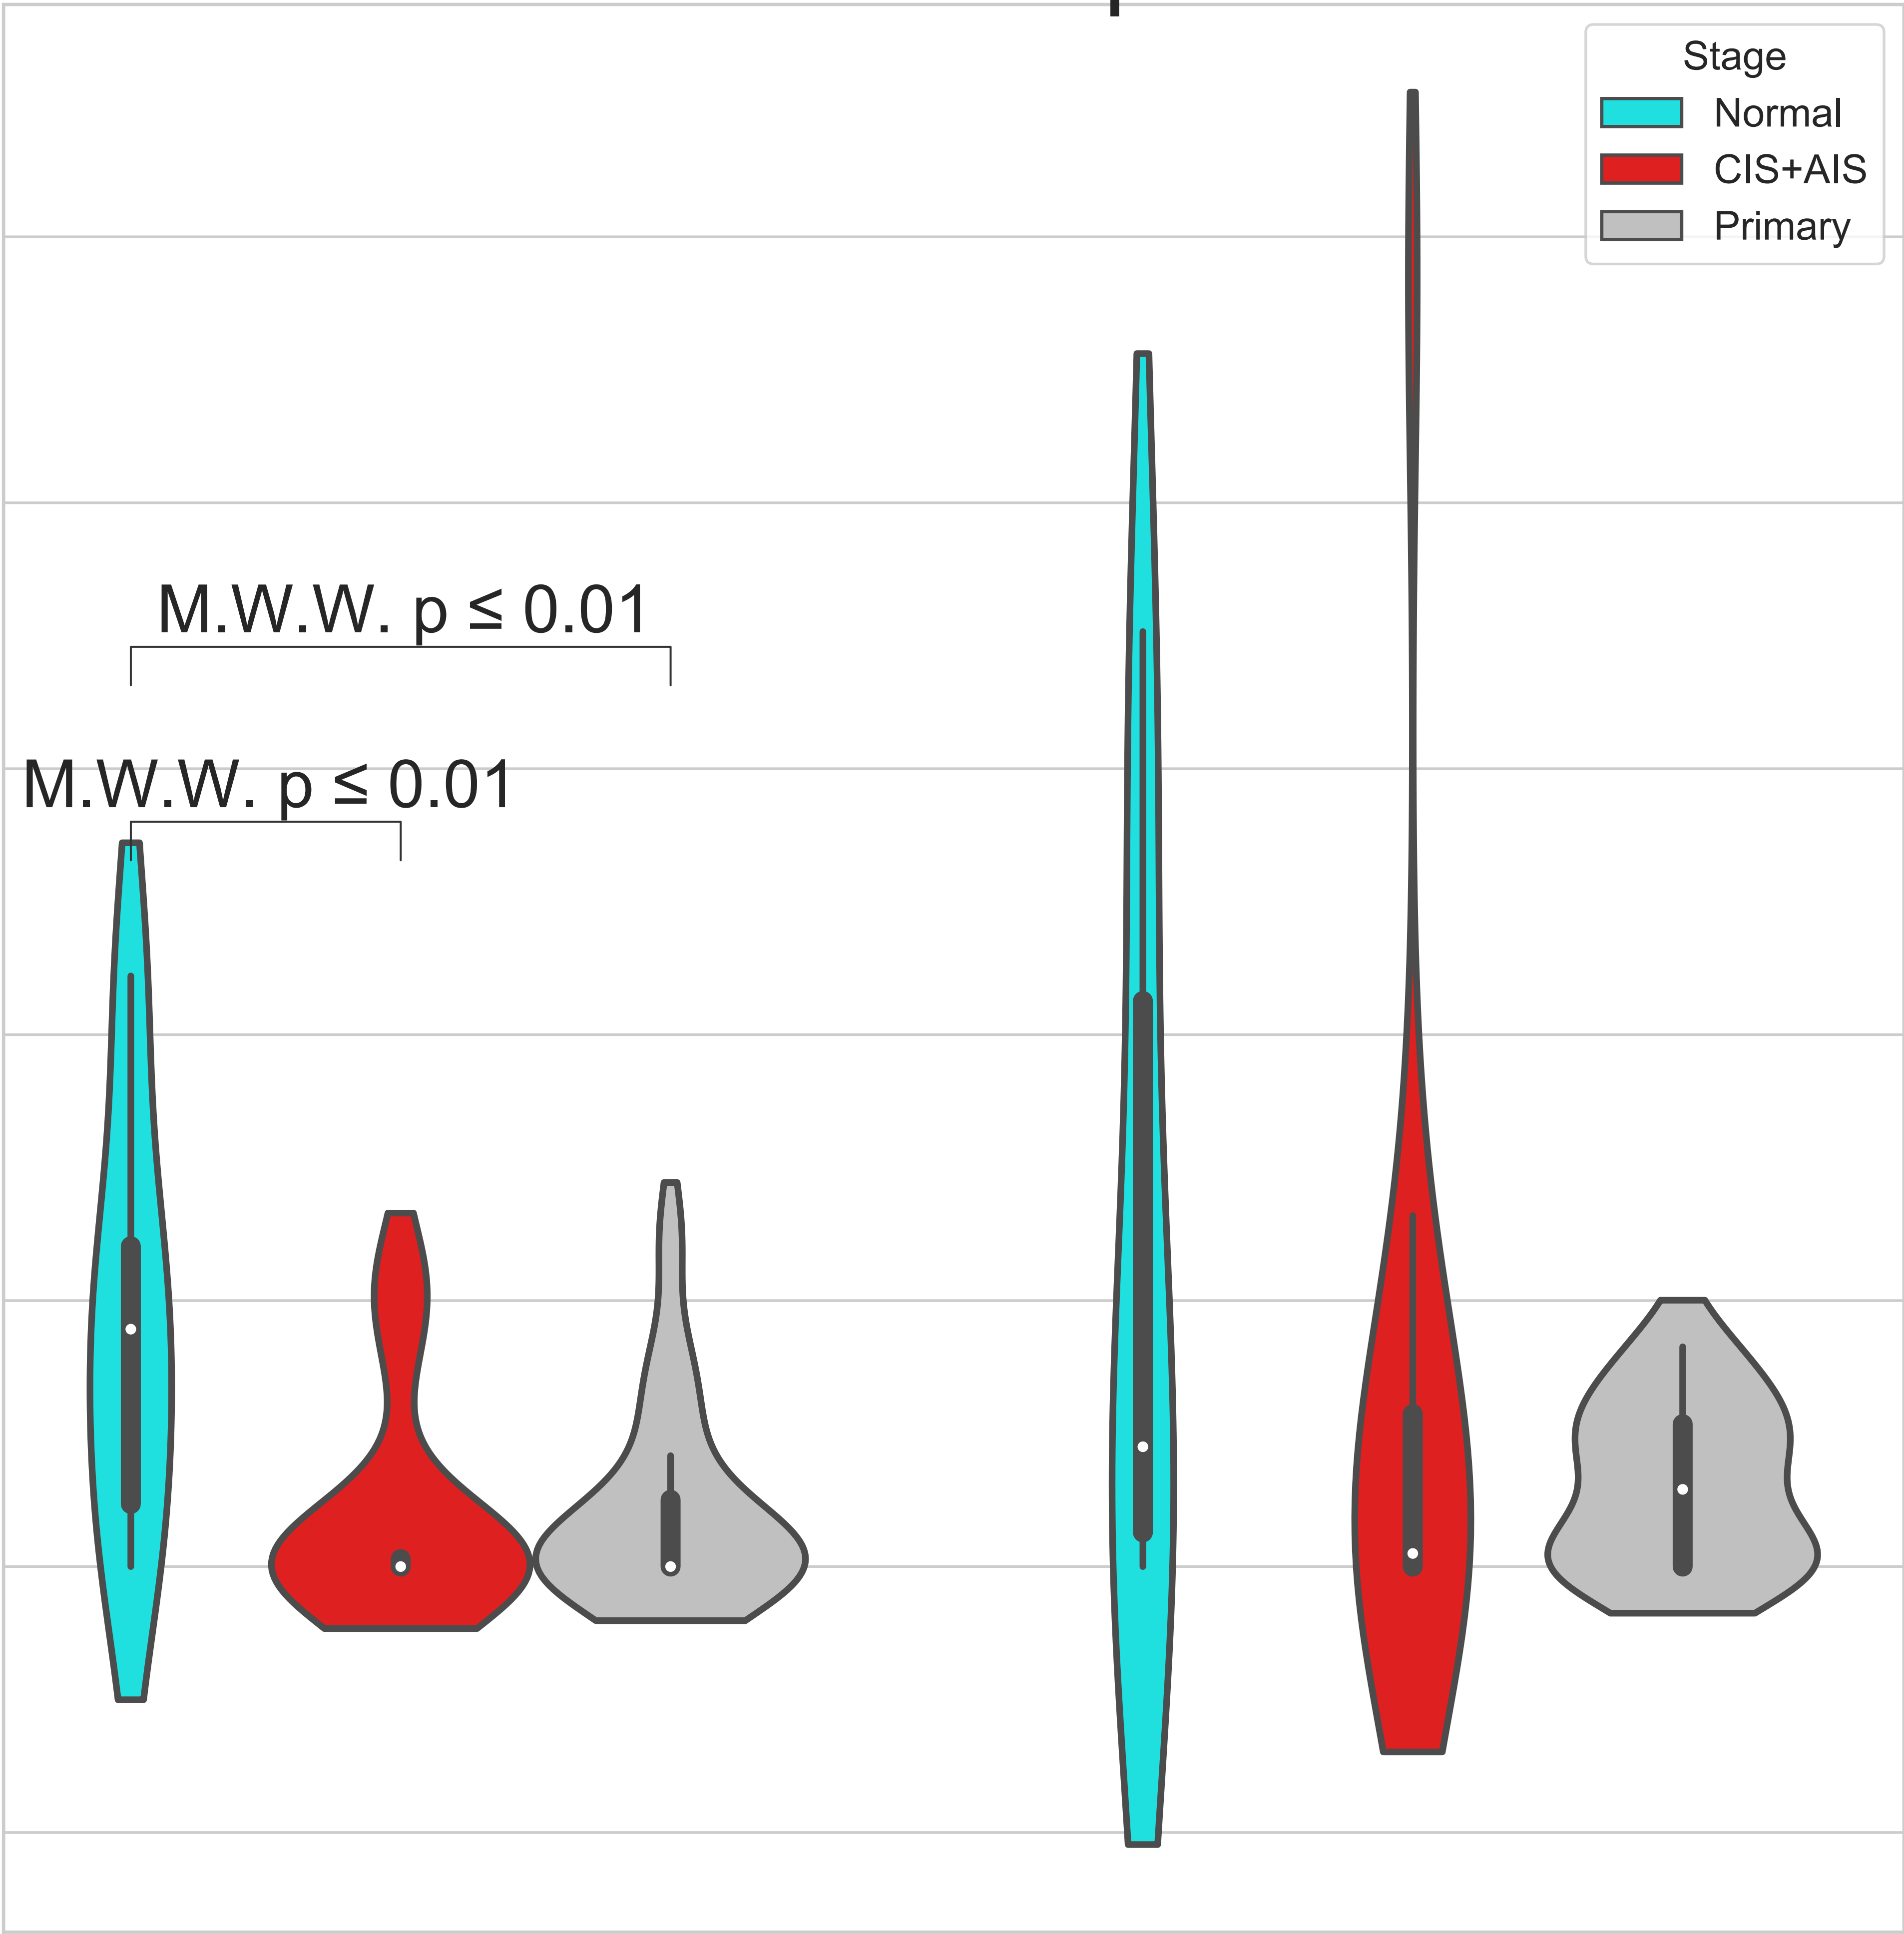 Stage
Normal
CIS+AIS
Primary
M.W.W. p ≤ 0.01
M.W.W. p ≤ 0.01